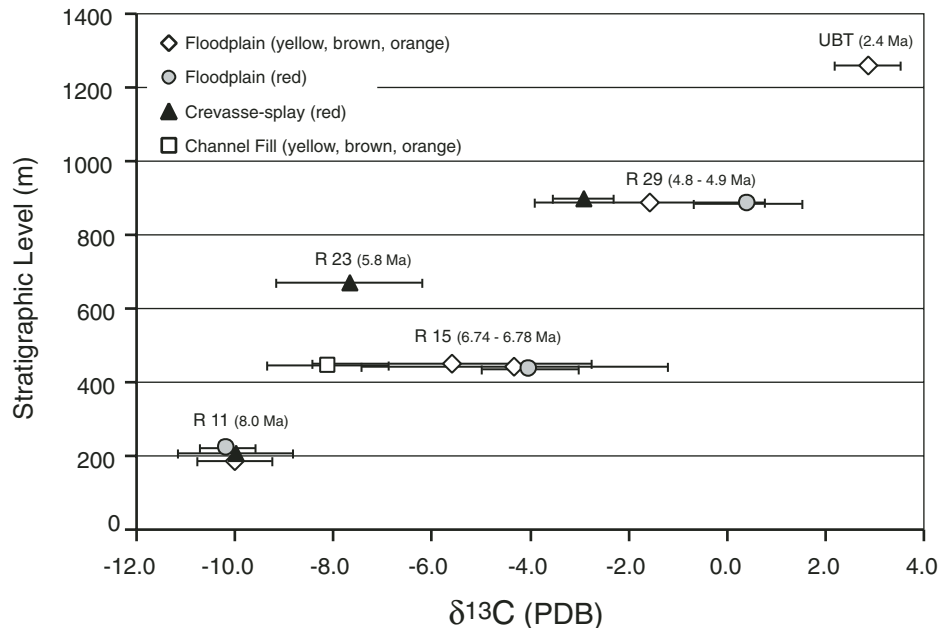 1400
1200
1000
800
600
400
200
0
Stratigraphic Level (m)
Floodplain (yellow, brown, orange)
Floodplain (red)
Crevasse-splay (red)
Channel Fill (yellow, brown, orange)
UBT (2.4 Ma)
R 29 (4.8 - 4.9 Ma)
R 23 (5.8 Ma)
R 15 (6.74 - 6.78 Ma)
R 11 (8.0 Ma)
-12.0 -10.0 -8.0 -6.0 -4.0 -2.0 0.0 2.0 4.0
δ13C (PDB)